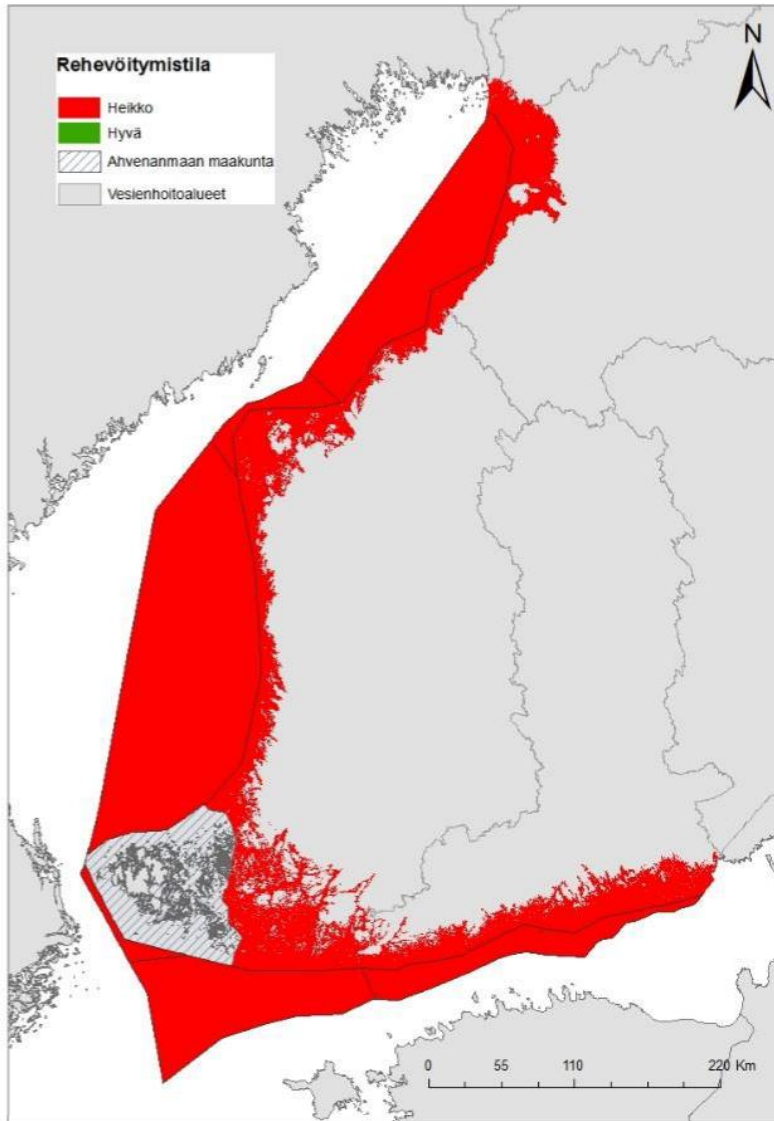 N
Rehevöitymistila
Heikko
Hyvä
Ahvenanmaan maakunta
Vesienhoitoalueet
0 55 110 220 Km